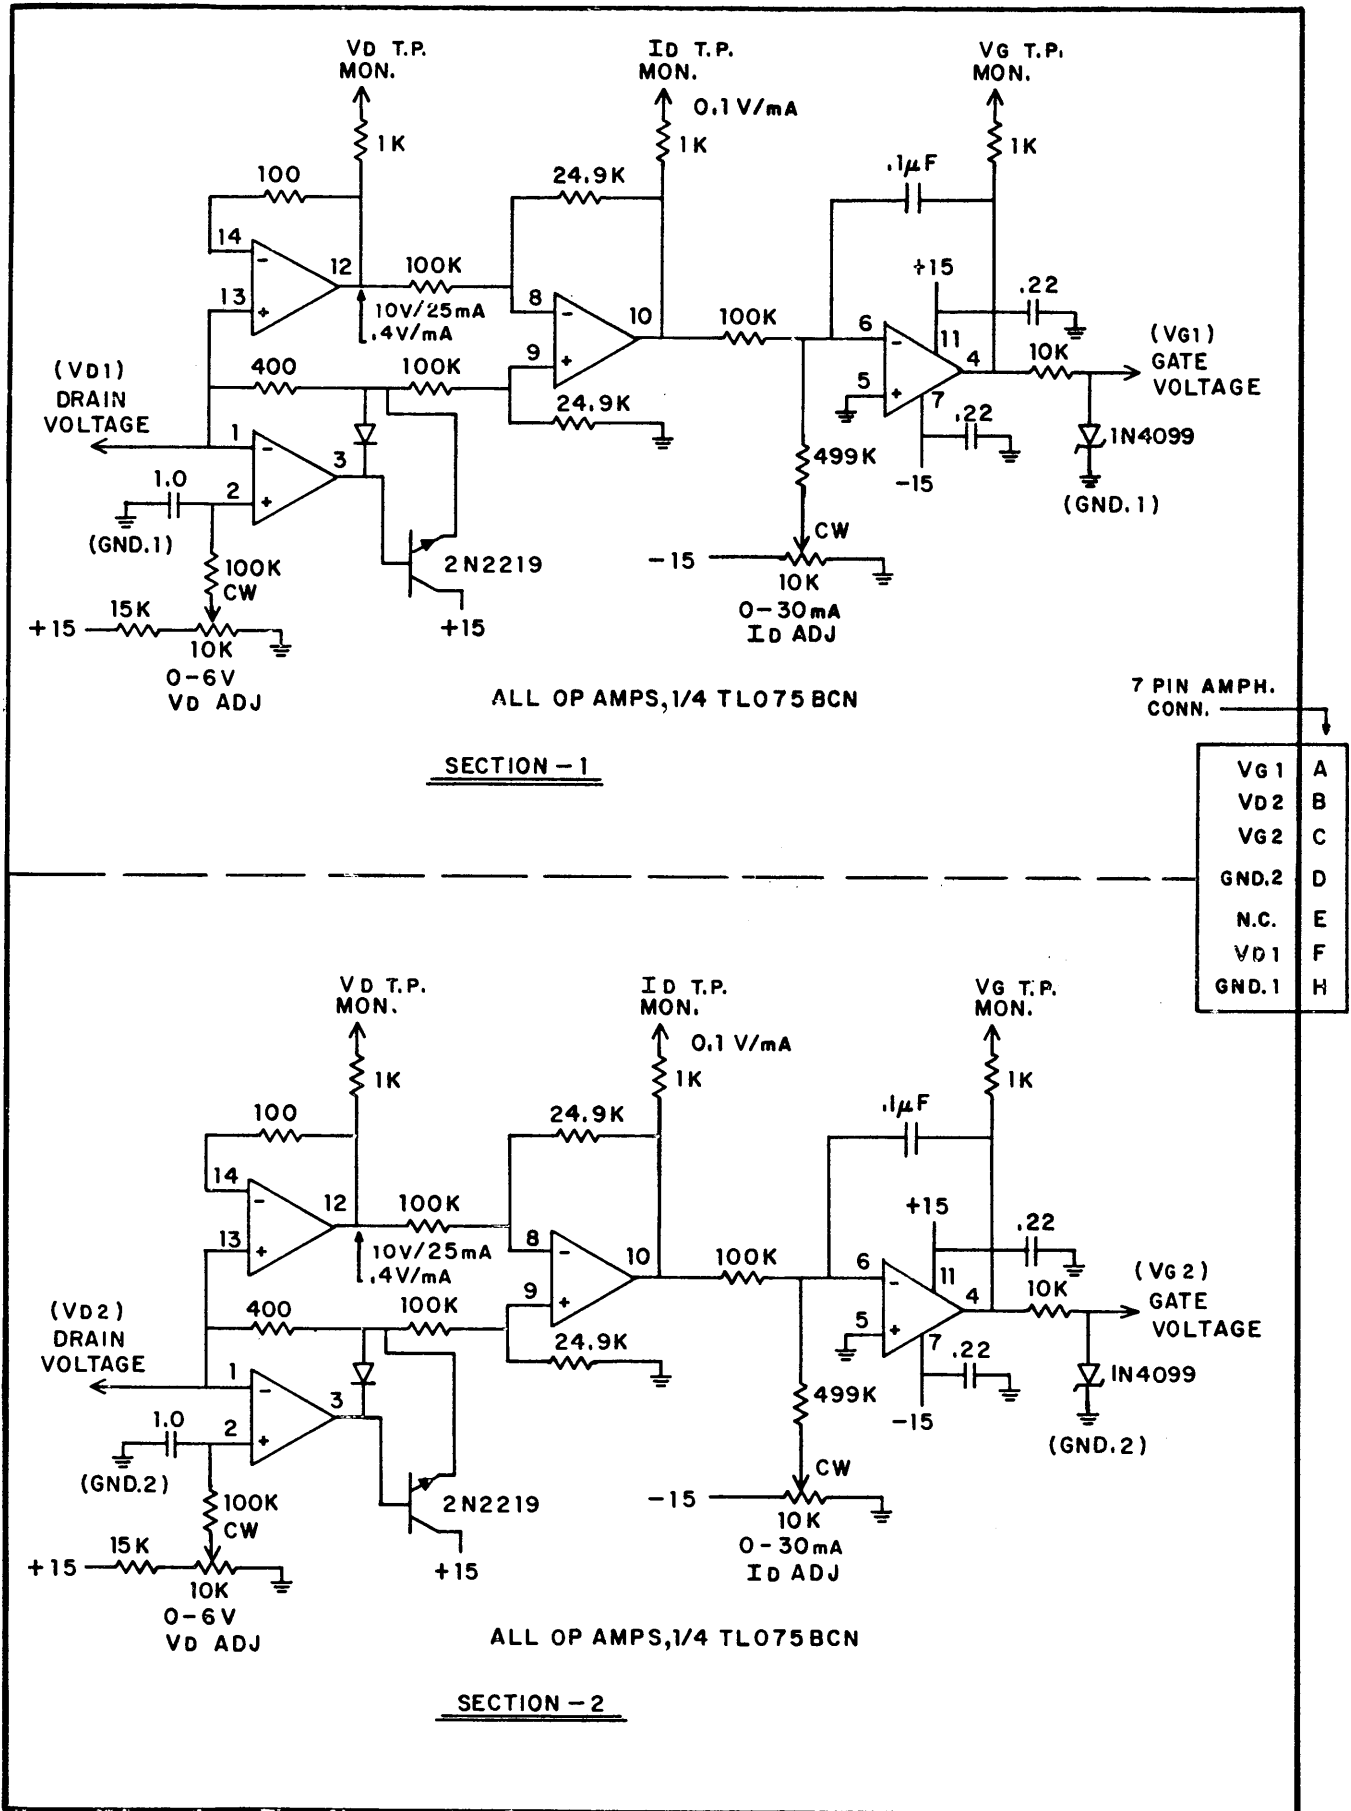 VD T.P.
MON.
ID T.P.
MON.
0.1 V/mA
VG T.P.
MON.
1K
1K
1K
100
24.9K
.1µF
14
13
12
100K
10V/25mA
.4V/mA
8
9
10
100K
+15
.22
6
5
11
4
7
10K
(VG1)
GATE
VOLTAGE
(VD1)
DRAIN
VOLTAGE
400
100K
24.9K
.22
-15
1N4099
(GND.1)
1
2
3
1.0
(GND.1)
499K
100K
CW
2N2219
-15
CW
10K
0-30mA
ID ADJ
+15
15K
10K
0-6V
VD ADJ
+15
ALL OP AMPS, 1/4 TL075 BCN
SECTION - 1
7 PIN AMPH.
CONN.
VG1 A
VD2 B
VG2 C
GND.2 D
N.C. E
VD1 F
GND.1 H
VD T.P.
MON.
ID T.P.
MON.
0.1 V/mA
VG T.P.
MON.
1K
1K
1K
100
24.9K
.1µF
14
13
12
100K
10V/25mA
.4V/mA
8
9
10
100K
+15
.22
6
5
11
4
7
10K
(VG2)
GATE
VOLTAGE
(VD2)
DRAIN
VOLTAGE
400
100K
24.9K
.22
-15
1N4099
(GND.2)
1
2
3
1.0
(GND.2)
499K
100K
CW
2N2219
-15
CW
10K
0-30mA
ID ADJ
+15
15K
10K
0-6V
VD ADJ
+15
ALL OP AMPS, 1/4 TL075 BCN
SECTION - 2